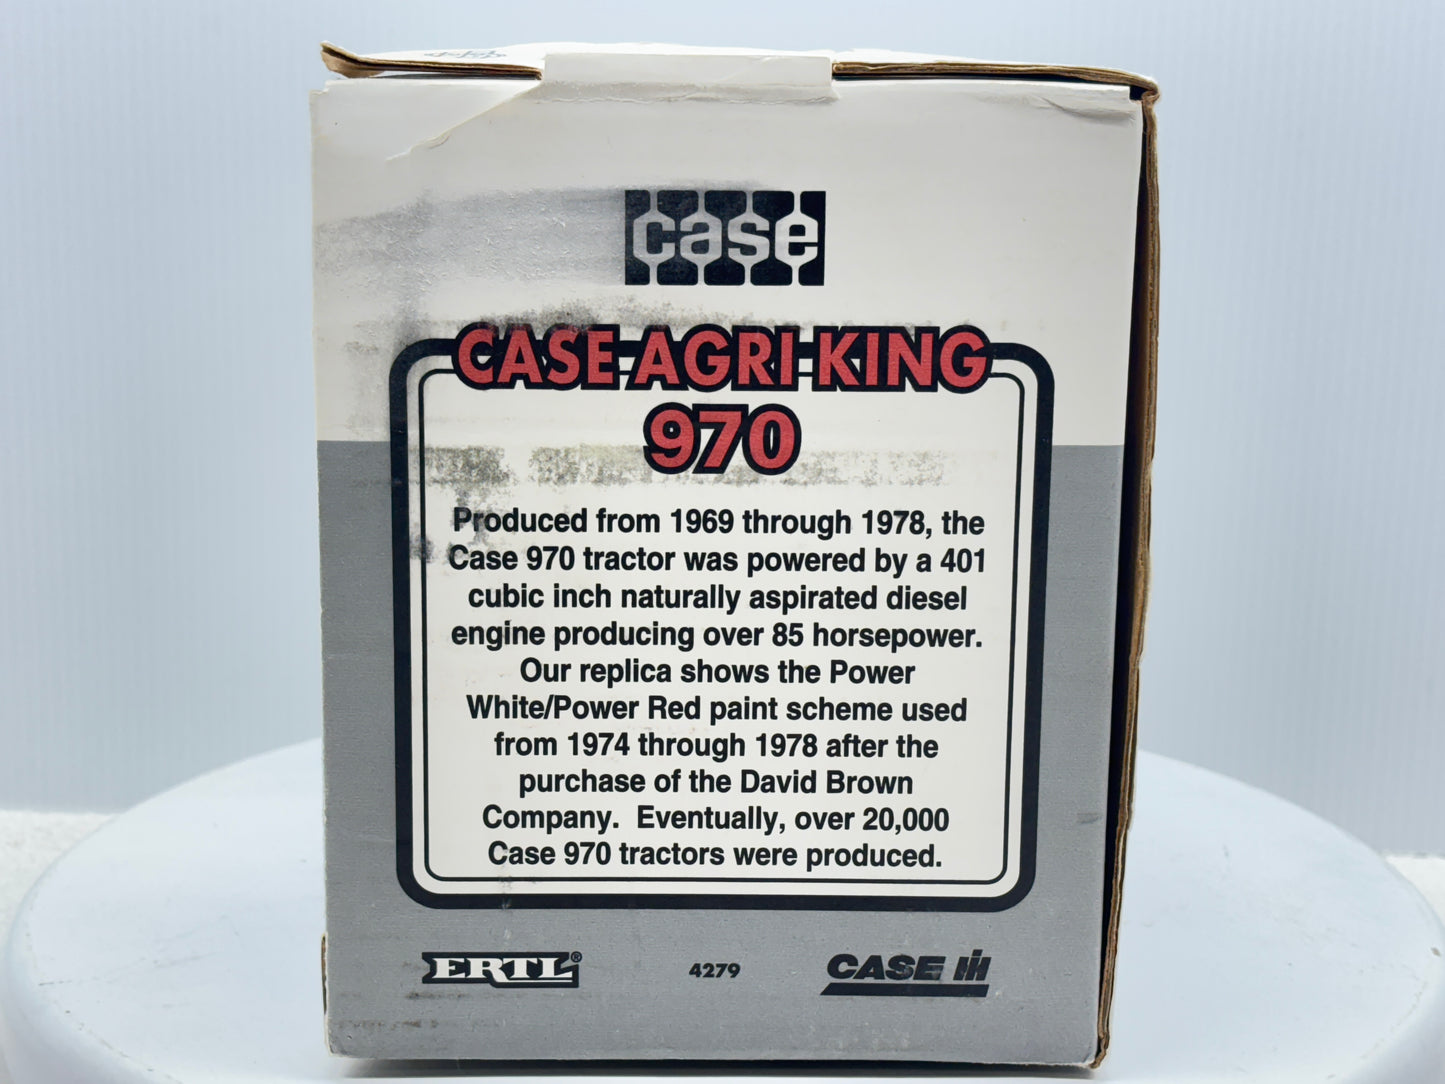 case
CASE AGRI-KING
970
Produced from 1969 through 1978, the
Case 970 tractor was powered by a 401
cubic inch naturally aspirated diesel
engine producing over 85 horsepower.
Our replica shows the Power
White/Power Red paint scheme used
from 1974 through 1978 after the
purchase of the David Brown
Company. Eventually, over 20,000
Case 970 tractors were produced.
ERTL® 4279 CASE IH